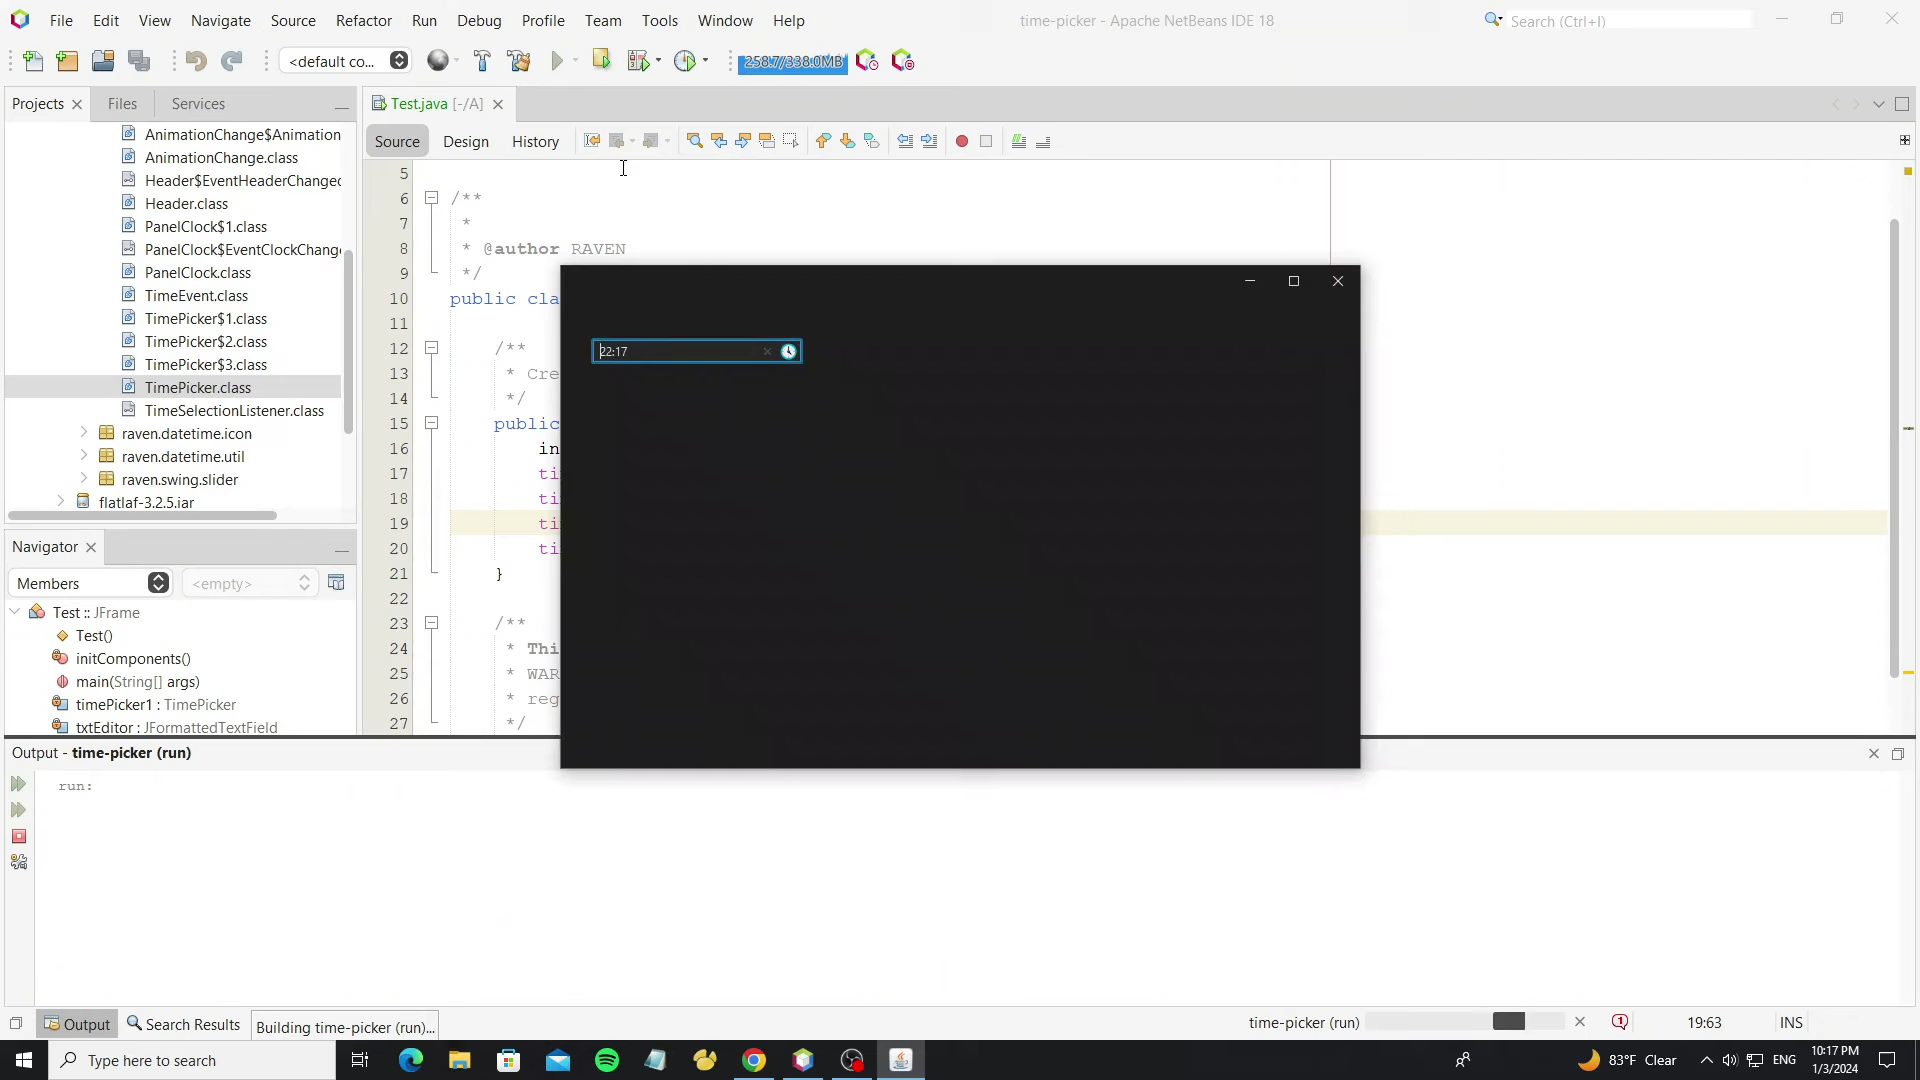 File Edit View Navigate Source Refactor Run Debug Profile Team Tools Window Help
time-picker - Apache NetBeans IDE 18
Search (Ctrl+I)
<default co...
258.7/338.0MB
Projects
Files
Services
Test.java [-/A]
Source
Design
History
AnimationChange$Animation
AnimationChange.class
Header$EventHeaderChanged
Header.class
PanelClock$1.class
PanelClock$EventClockChange
PanelClock.class
TimeEvent.class
TimePicker$1.class
TimePicker$2.class
TimePicker$3.class
TimePicker.class
TimeSelectionListener.class
raven.datetime.icon
raven.datetime.util
raven.swing.slider
flatlaf-3.2.5.jar
5
6 /**
7 *
8 * @author RAVEN
9 */
10 public cla
11
12 /**
13 * Cre
14 */
15 public
16 in
17 ti
18 ti
19 ti
20 ti
21 }
22
23 /**
24 * Thi
25 * WAR
26 * reg
27 */
22:17
Navigator
Members
<empty>
Test :: JFrame
Test()
initComponents()
main(String[] args)
timePicker1 : TimePicker
txtEditor : JFormattedTextField
Output - time-picker (run)
run:
Output
Search Results
Building time-picker (run)...
time-picker (run)
1
19:63
INS
Type here to search
83°F Clear
ENG
10:17 PM
1/3/2024